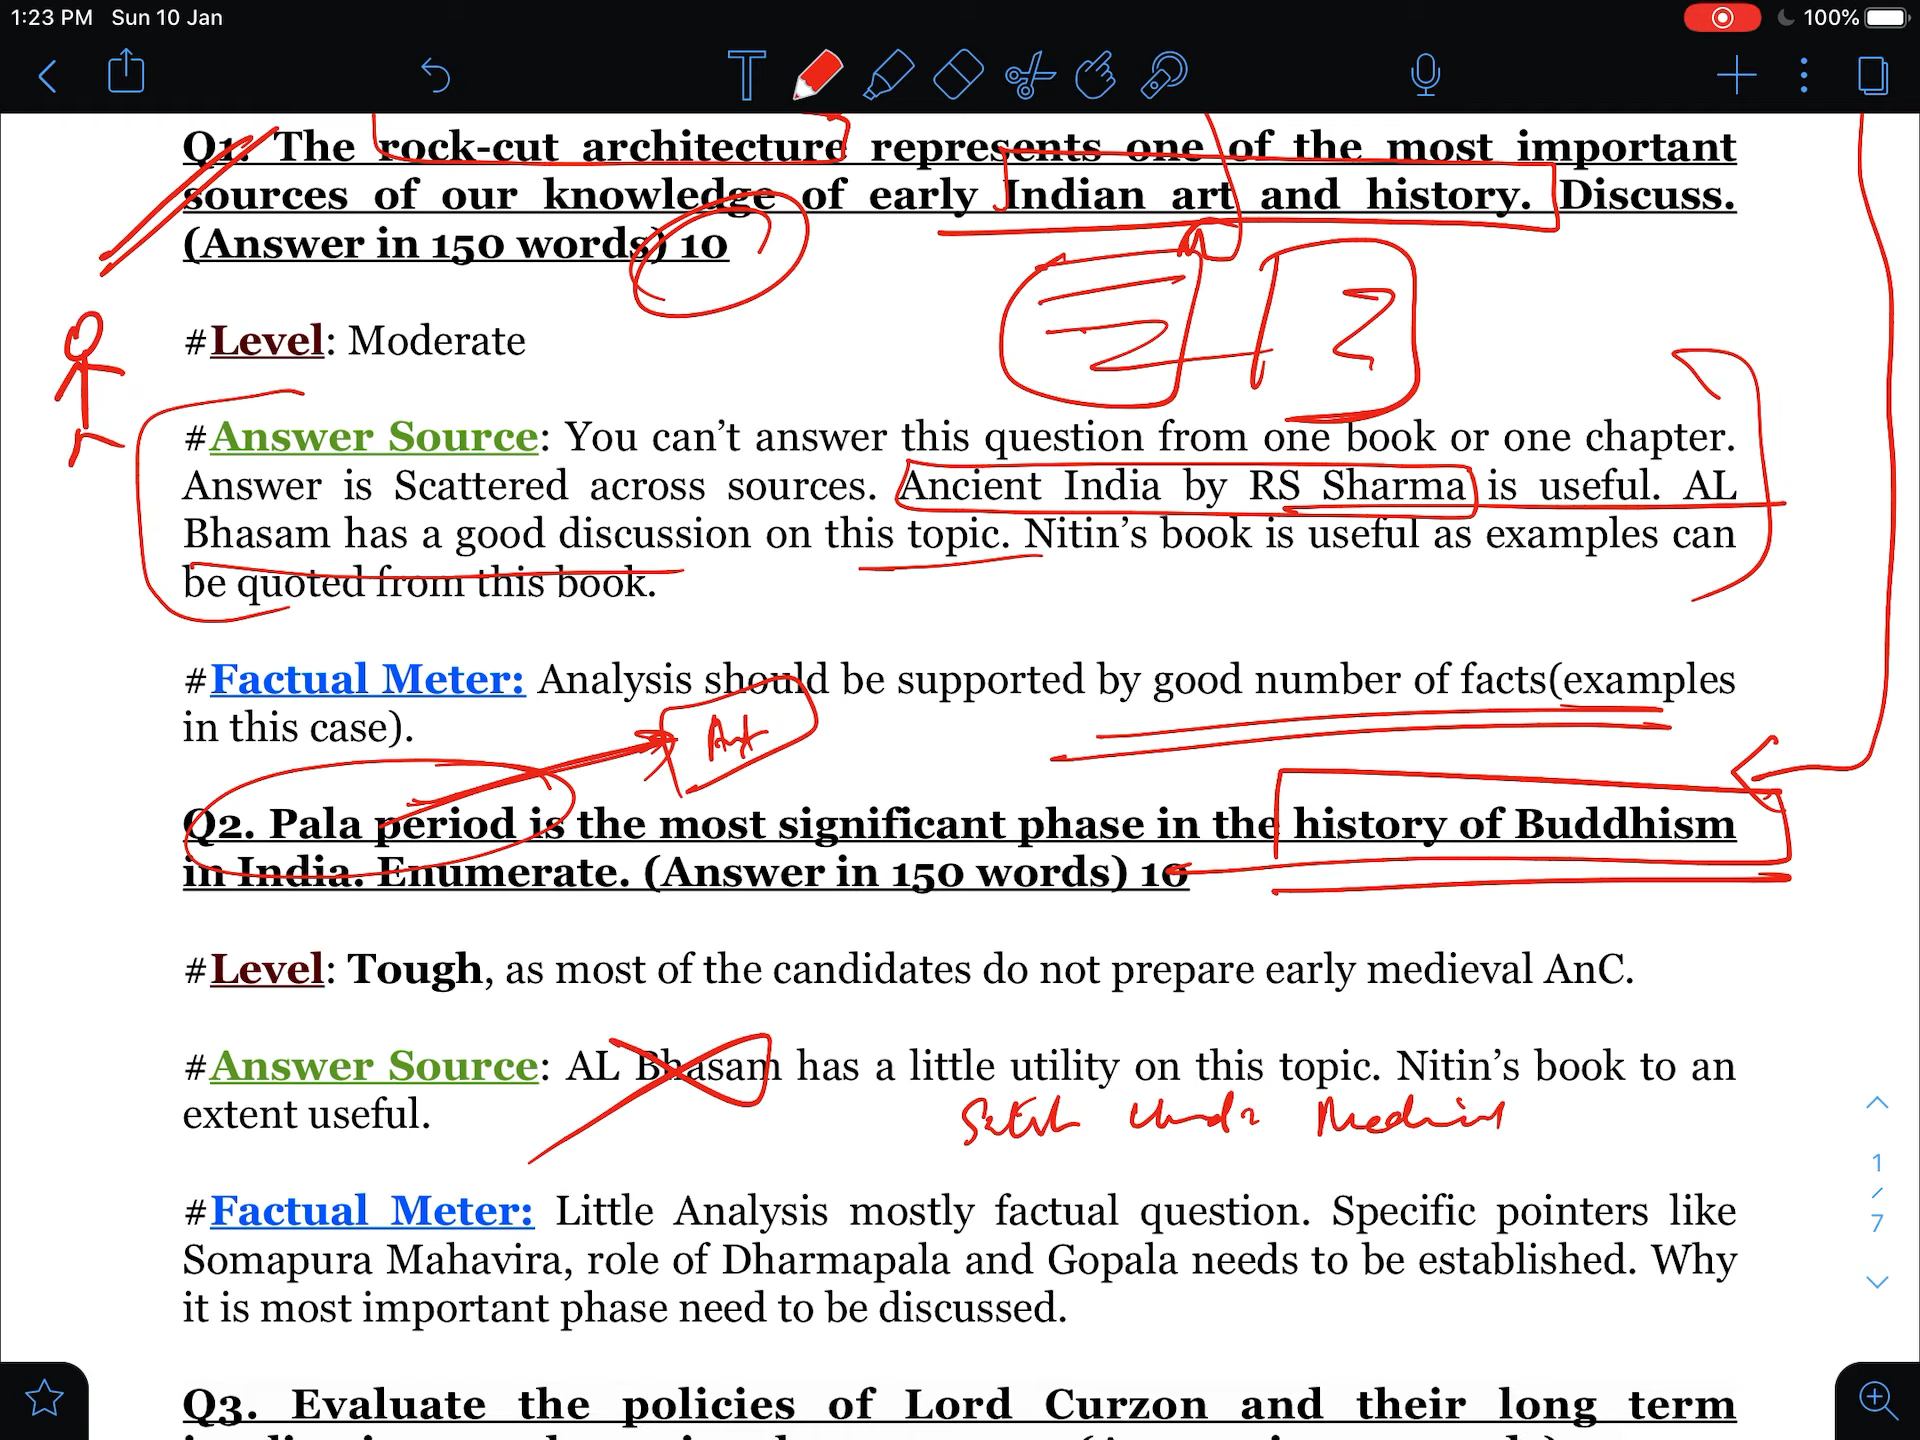 1:23 PM Sun 10 Jan
100%
Q1. The rock-cut architecture represents one of the most important
sources of our knowledge of early Indian art and history. Discuss.
(Answer in 150 words) 10
#Level: Moderate
#Answer Source: You can't answer this question from one book or one chapter.
Answer is Scattered across sources. Ancient India by RS Sharma is useful. AL
Bhasam has a good discussion on this topic. Nitin's book is useful as examples can
be quoted from this book.
#Factual Meter: Analysis should be supported by good number of facts(examples
in this case).
Art
Q2. Pala period is the most significant phase in the history of Buddhism
in India. Enumerate. (Answer in 150 words) 10
#Level: Tough, as most of the candidates do not prepare early medieval AnC.
#Answer Source: AL Bhasam has a little utility on this topic. Nitin's book to an
extent useful.
#Factual Meter: Little Analysis mostly factual question. Specific pointers like
Somapura Mahavira, role of Dharmapala and Gopala needs to be established. Why
it is most important phase need to be discussed.
1
/
7
Q3. Evaluate the policies of Lord Curzon and their long term